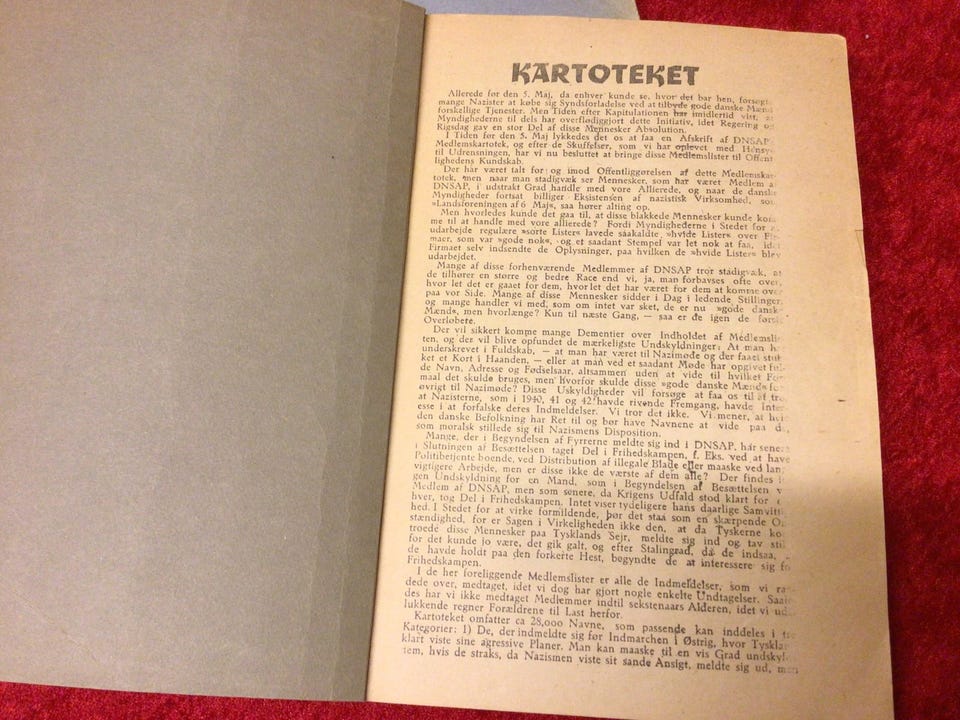 KARTOTEKET
Allerede før den 5. Maj, da enhver kunde se, hvor det bar hen, forsøgte
mange Nazister at købe sig Syndsforladelse ved at tilbyde gode danske Mænd
forskellige Tjenester. Men Tiden efter Kapitulationen har imidlertid vist, a
Myndighederne til dels har overflødiggjort dette Initiativ, idet Regering o
Rigsdag gav en stor Del af disse Mennesker Absolution.
I Tiden før den 5. Maj lykkedes det os at faa en Afskrift af DNSAP
Medlemskartotek, og efter de Skuffelser, som vi har oplevet med Hensy
til Udrensningen, har vi nu besluttet at bringe disse Medlemslister til Offent
lighedens Kundskab.
Der har været talt for og imod Offentliggørelsen af dette Medlemskar
totek, men naar man stadigvæk ser Mennesker, som har været Medlem a
DNSAP, i udstrakt Grad handle med vore Allierede, og naar de danske
Myndigheder fortsat billiger Eksistensen af nazistisk Virksomhed, som
»Landsforeningen af 6 Maj«, saa hører alting op.
Men hvorledes kunde det gaa til, at disse blakkede Mennesker kunde kom
me til at handle med vore allierede? Fordi Myndighederne i Stedet for a
udarbejde regulære »sorte Lister« lavede saakaldte, »hvide Lister« over Fir
maer, som var »gode nok«, og et saadant Stempel var let nok at faa, idet
Firmaet selv indsendte de Oplysninger, paa hvilken de »hvide Lister« blev
udarbejdet.
Mange af disse forhenværende Medlemmer af DNSAP tror stadigvæk, at
de tilhører en større og bedre Race end vi, ja, man forbavses ofte over,
hvor let det er gaaet for dem, hvor let det har været for dem at komme over
paa vor Side. Mange af disse Mennesker sidder i Dag i ledende Stillinger,
og mange handler vi med, som om intet var sket, de er nu »gode danske
Mænd«, men hvorlænge? Kun til næste Gang, — saa er de igen de første
Overløbere.
Der vil sikkert komme mange Dementier over Indholdet af Medlemslis
ten, og der vil blive opfundet de mærkeligste Undskyldninger: At man har
underskrevet i Fuldskab, — at man har været til Nazimøde og der faaet stuk
ket et Kort i Haanden, — eller at man ved et saadant Møde har opgivet ful
de Navn, Adresse og Fødselsaar, altsammen uden at vide til hvilket For
maal det skulde bruges, men hvorfor skulde disse »gode danske Mænd« for
øvrigt til Nazimøde? Disse Uskyldigheder vil forsøge at faa os til at tro
at Nazisterne, som i 1940, 41 og 42 havde rivende Fremgang, havde Inter
esse i at forfalske deres Indmeldelser. Vi tror det ikke. Vi mener, at hele
den danske Befolkning har Ret til og bør have Navnene at vide paa de,
som moralsk stillede sig til Nazismens Disposition.
Mange, der i Begyndelsen af Fyrrerne meldte sig ind i DNSAP, har senere
i Slutningen af Besættelsen taget Del i Frihedskampen, f. Eks. ved at have
Politibetjente boende, ved Distribution af illegale Blade eller maaske ved lan
vigtigere Arbejde, men er disse ikke de værste af dem alle? Der findes in
gen Undskyldning for en Mand, som i Begyndelsen af Besættelsen v
Medlem af DNSAP, men som senere, da Krigens Udfald stod klart for e
hver, tog Del i Frihedskampen. Intet viser tydeligere hans daarlige Samvittig
hed. I Stedet for at virke formildende, bør det staa som en skærpende O
stændighed, for er Sagen i Virkeligheden ikke den, at da Tyskerne ko
troede disse Mennesker paa Tysklands Sejr, meldte sig ind og tav stil
for det kunde jo være, det gik galt, og efter Stalingrad, da de indsaa,
de havde holdt paa den forkerte Hest, begyndte de at interessere sig fo
Frihedskampen.
I de her foreliggende Medlemslister er alle de Indmeldelser, som vi raa
dede over, medtaget, idet vi dog har gjort nogle enkelte Undtagelser. Saale
des har vi ikke medtaget Medlemmer indtil sekstenaars Alderen, idet vi ude
lukkende regner Forældrene til Last herfor.
Kartoteket omfatter ca 28,000 Navne, som passende kan inddeles i tre
Kategorier: 1) De, der indmeldte sig før Indmarchen i Østrig, hvor Tyskla
klart viste sine agressive Planer. Man kan maaske til en vis Grad undskyl
tem, hvis de straks, da Nazismen viste sit sande Ansigt, meldte sig ud, men